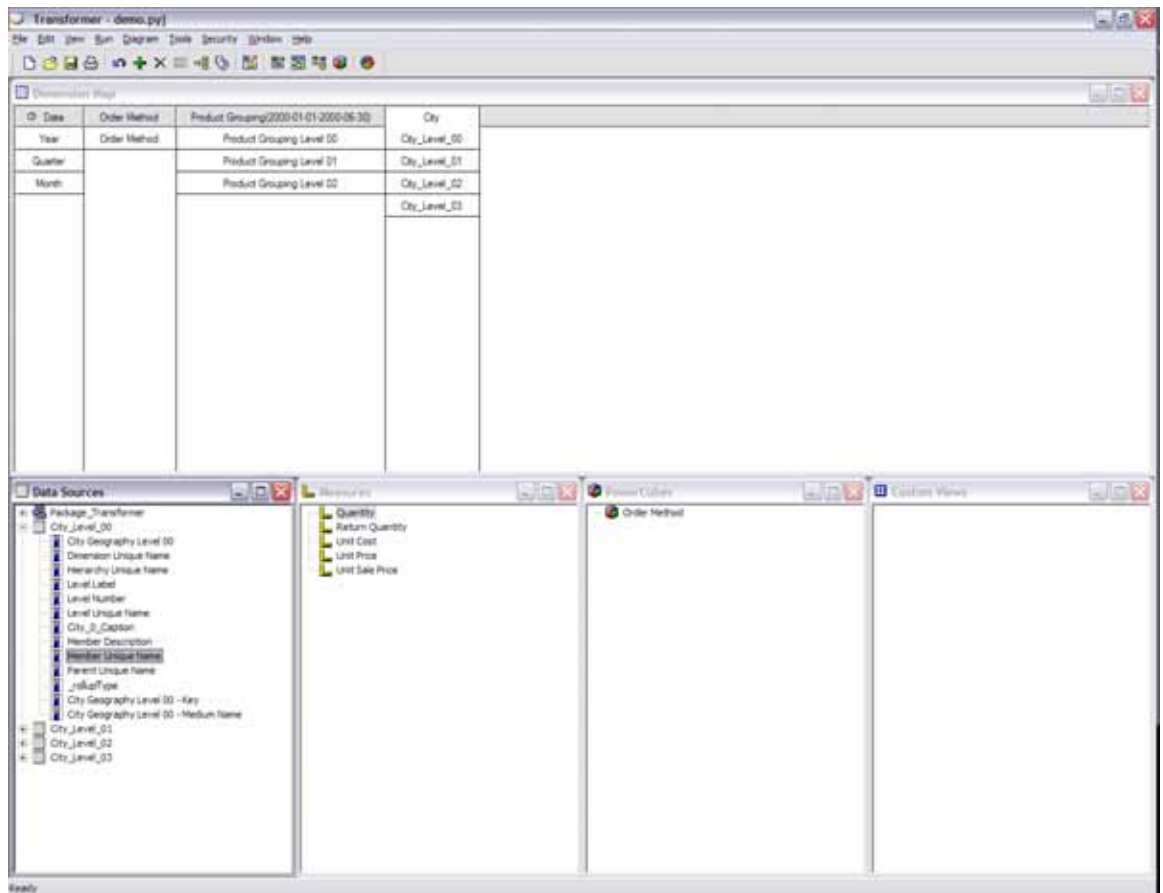 Transformer - demo.pyj
File Edit View Run Diagram Tools Security Window Help
Dimension Map
Date Order Method Product Grouping(2000-01-01-2000-06-30) City
Year Order Method Product Grouping Level 00 City_Level_00
Quarter Product Grouping Level 01 City_Level_01
Month Product Grouping Level 02 City_Level_02
City_Level_03
Data Sources
Package_Transformer
City_Level_00
City Geography Level 00
Dimension Unique Name
Hierarchy Unique Name
Level Label
Level Number
Level Unique Name
City_0_Caption
Member Description
Member Unique Name
Parent Unique Name
_rollupType
City Geography Level 00 - Key
City Geography Level 00 - Medium Name
City_Level_01
City_Level_02
City_Level_03
Measures
Quantity
Return Quantity
Unit Cost
Unit Price
Unit Sale Price
PowerCubes
Order Method
Custom Views
Ready